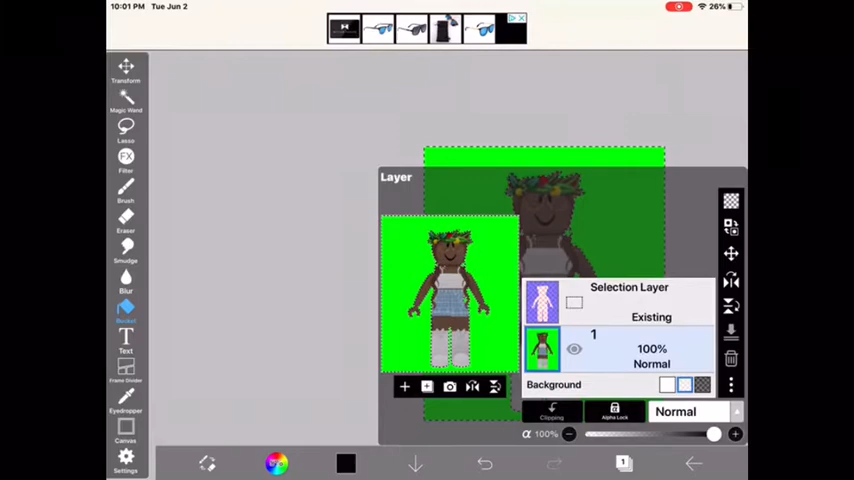 10:01 PM Tue Jun 2
26%
Transform
Magic Wand
Lasso
FX
Filter
Brush
Eraser
Smudge
Blur
Bucket
T
Text
Frame Divider
Eyedropper
Canvas
Settings
Layer
Selection Layer
Existing
1
100%
Normal
Background
Clipping
Alpha Lock
Normal
α 100%
1